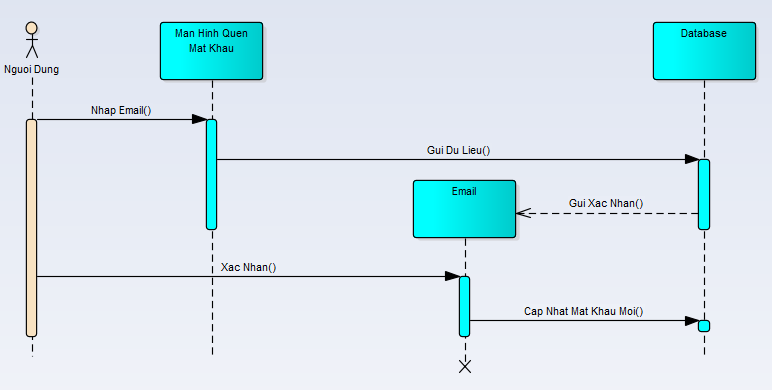 Man Hinh Quen
Mat Khau
Database
Nguoi Dung
Nhap Email()
Gui Du Lieu()
Email
Gui Xac Nhan()
Xac Nhan()
Cap Nhat Mat Khau Moi()